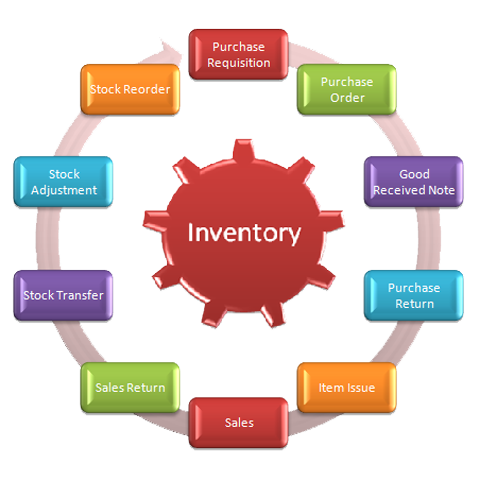 Purchase
Requisition
Purchase
Order
Good
Received Note
Purchase
Return
Item Issue
Sales
Sales Return
Stock Transfer
Stock
Adjustment
Stock Reorder
Inventory